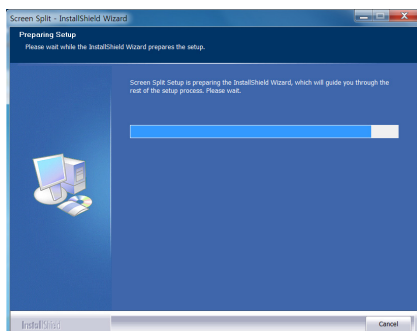 Screen Split - InstallShield Wizard
Preparing Setup
Please wait while the InstallShield Wizard prepares the setup.
Screen Split Setup is preparing the InstallShield Wizard, which will guide you through the
rest of the setup process. Please wait.
InstallShield
Cancel